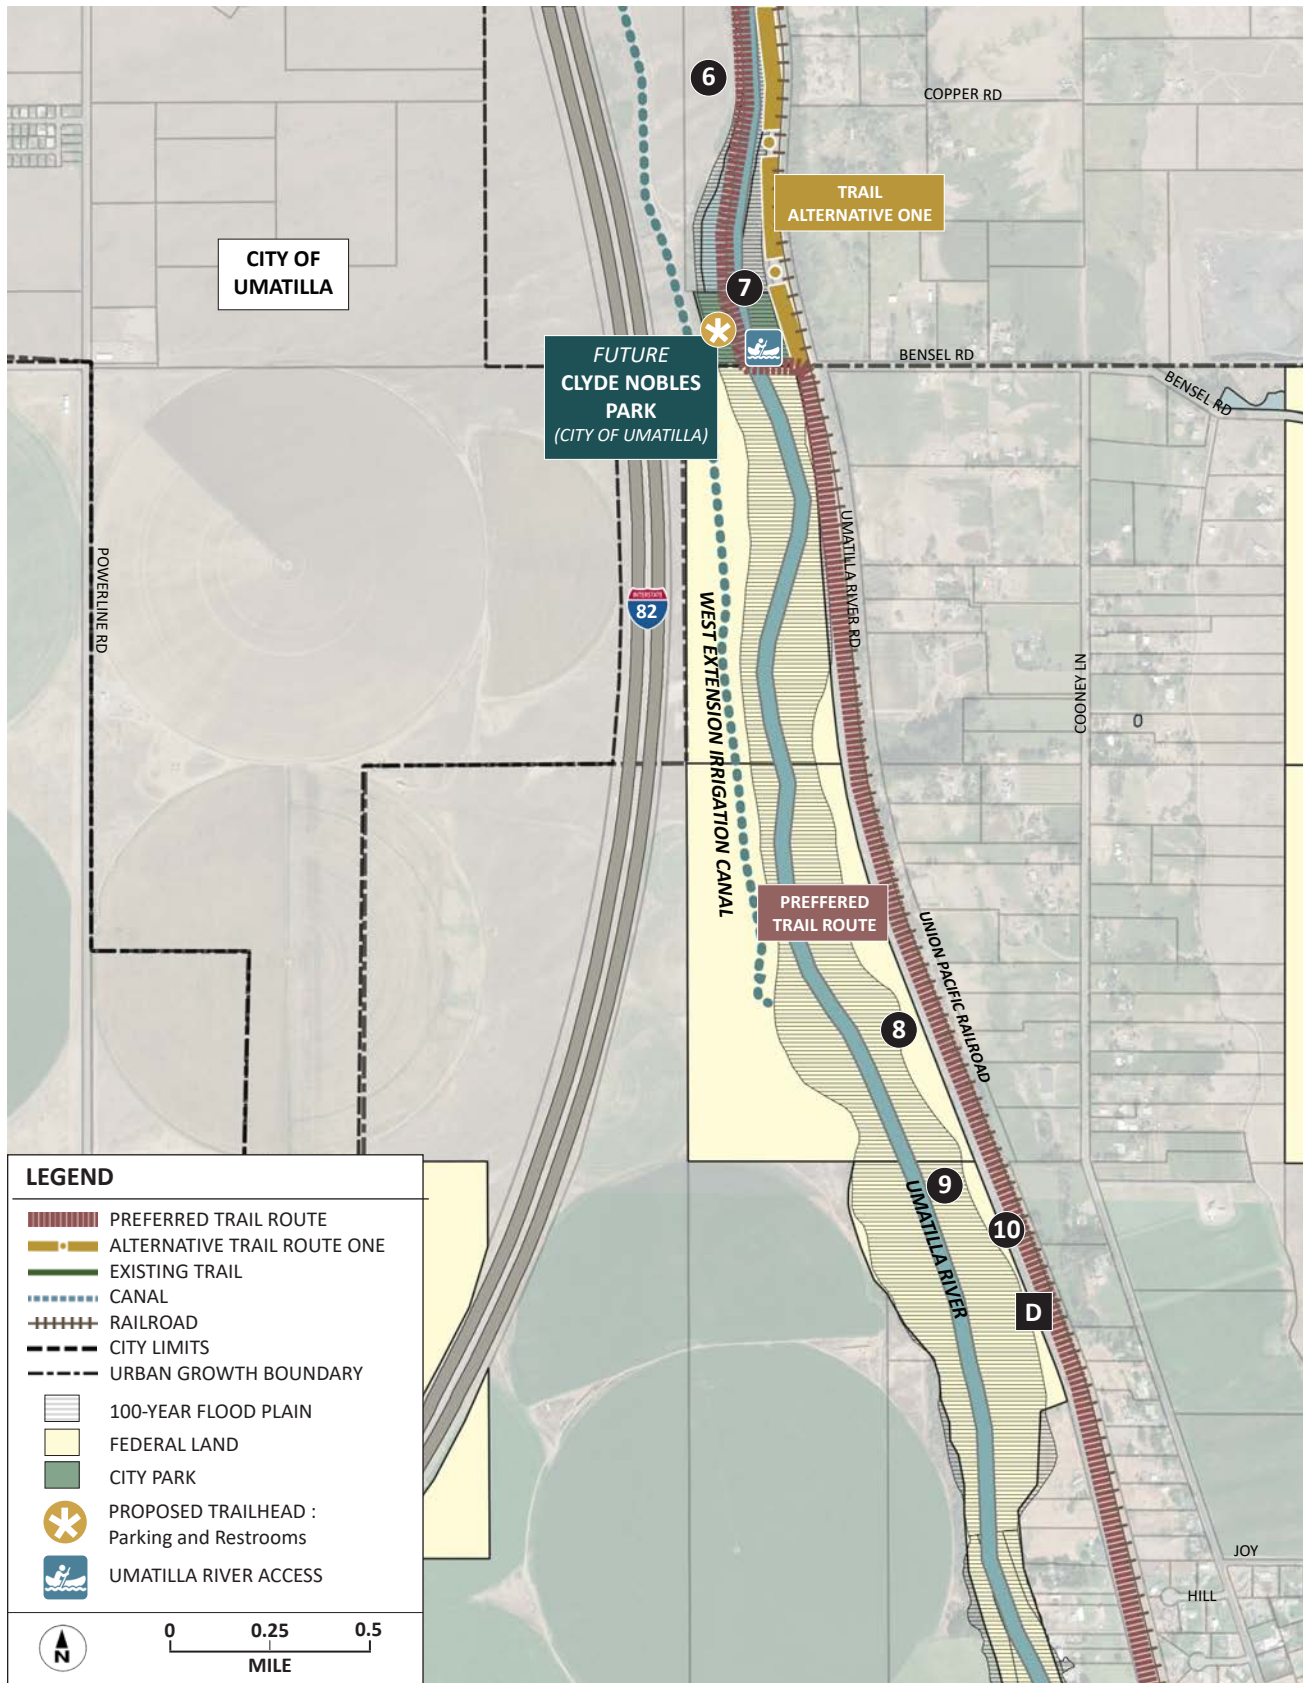 6
COPPER RD
TRAIL
ALTERNATIVE ONE
CITY OF
UMATILLA
7
FUTURE
CLYDE NOBLES
PARK
(CITY OF UMATILLA)
BENSEL RD
BENSEL RD
POWERLINE RD
INTERSTATE
82
UMATILLA RIVER RD
WEST EXTENSION IRRIGATION CANAL
COONEY LN
0
PREFFERED
TRAIL ROUTE
UNION PACIFIC RAILROAD
8
9
UMATILLA RIVER
10
D
JOY
HILL
LEGEND
PREFERRED TRAIL ROUTE
ALTERNATIVE TRAIL ROUTE ONE
EXISTING TRAIL
CANAL
RAILROAD
CITY LIMITS
URBAN GROWTH BOUNDARY
100-YEAR FLOOD PLAIN
FEDERAL LAND
CITY PARK
PROPOSED TRAILHEAD :
Parking and Restrooms
UMATILLA RIVER ACCESS
N
0 0.25 0.5
MILE